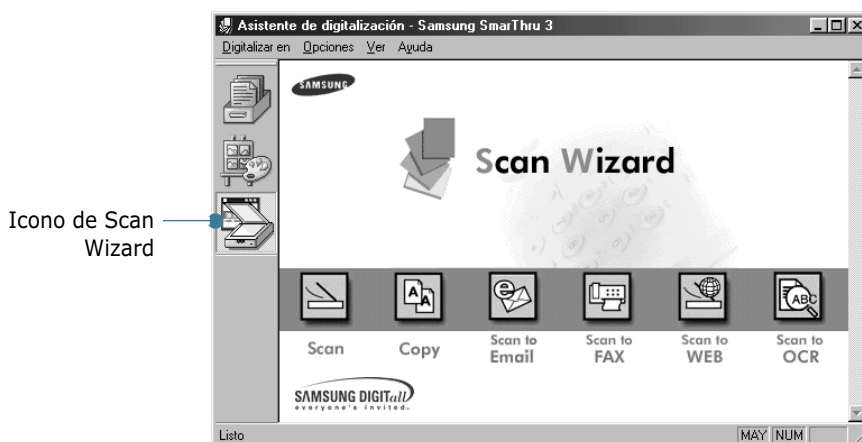 Asistente de digitalización - Samsung SmarThru 3
Digitalizar en Opciones Ver Ayuda
SAMSUNG
Scan Wizard
Icono de Scan
Wizard
Scan
Copy
Scan to
Email
Scan to
FAX
Scan to
WEB
Scan to
OCR
SAMSUNG DIGITall
everyone's invited™
Listo
MAY NUM